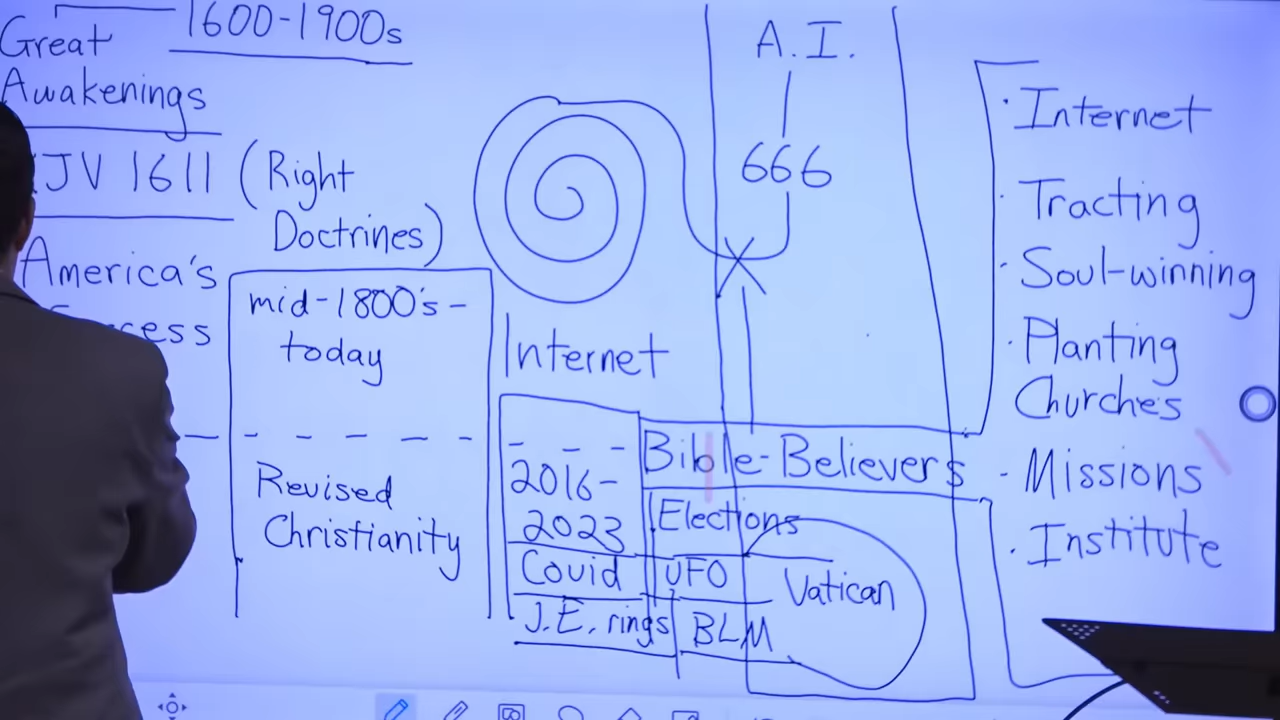 1600-1900s
Great
Awakenings
KJV 1611 (Right
Doctrines)
America's
mid-1800's-
today
Revised
Christianity
Internet
2016-
2023
Covid
J.E. rings
A.I.
666
Bible-Believers
Elections
UFO
BLM
Vatican
· Internet
· Tracting
· Soul-winning
· Planting
Churches
· Missions
· Institute